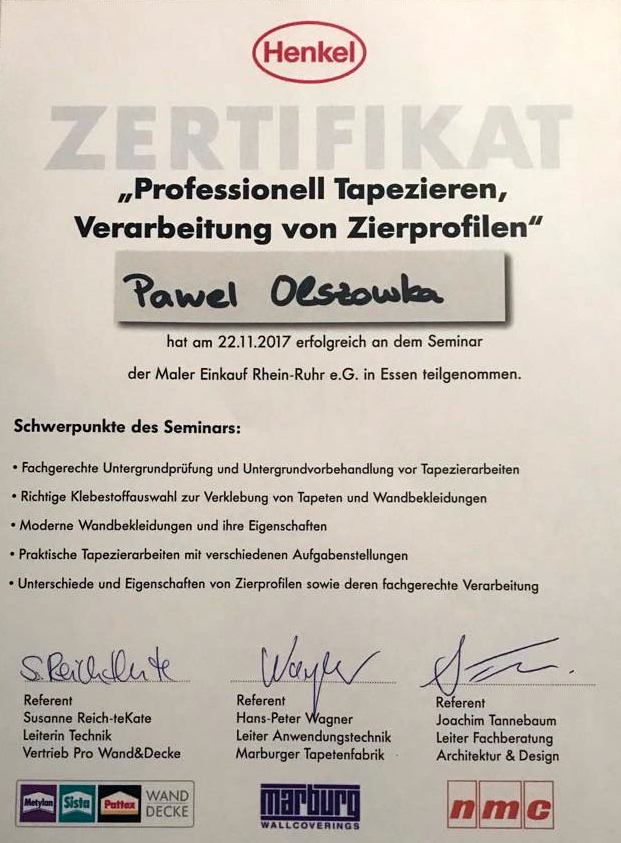 Henkel
ZERTIFIKAT
„Professionell Tapezieren,
Verarbeitung von Zierprofilen“
Pawel Olszowka
hat am 22.11.2017 erfolgreich an dem Seminar
der Maler Einkauf Rhein-Ruhr e.G. in Essen teilgenommen.
Schwerpunkte des Seminars:
• Fachgerechte Untergrundprüfung und Untergrundvorbehandlung vor Tapezierarbeiten
• Richtige Klebestoffauswahl zur Verklebung von Tapeten und Wandbekleidungen
• Moderne Wandbekleidungen und ihre Eigenschaften
• Praktische Tapezierarbeiten mit verschiedenen Aufgabenstellungen
• Unterschiede und Eigenschaften von Zierprofilen sowie deren fachgerechte Verarbeitung
S. Reich-teKate
Wagner
Referent
Susanne Reich-teKate
Leiterin Technik
Vertrieb Pro Wand&Decke
Referent
Hans-Peter Wagner
Leiter Anwendungstechnik
Marburger Tapetenfabrik
Referent
Joachim Tannebaum
Leiter Fachberatung
Architektur & Design
Metylan Sista Pattex WAND
DECKE
marburg
WALLCOVERINGS
nmc